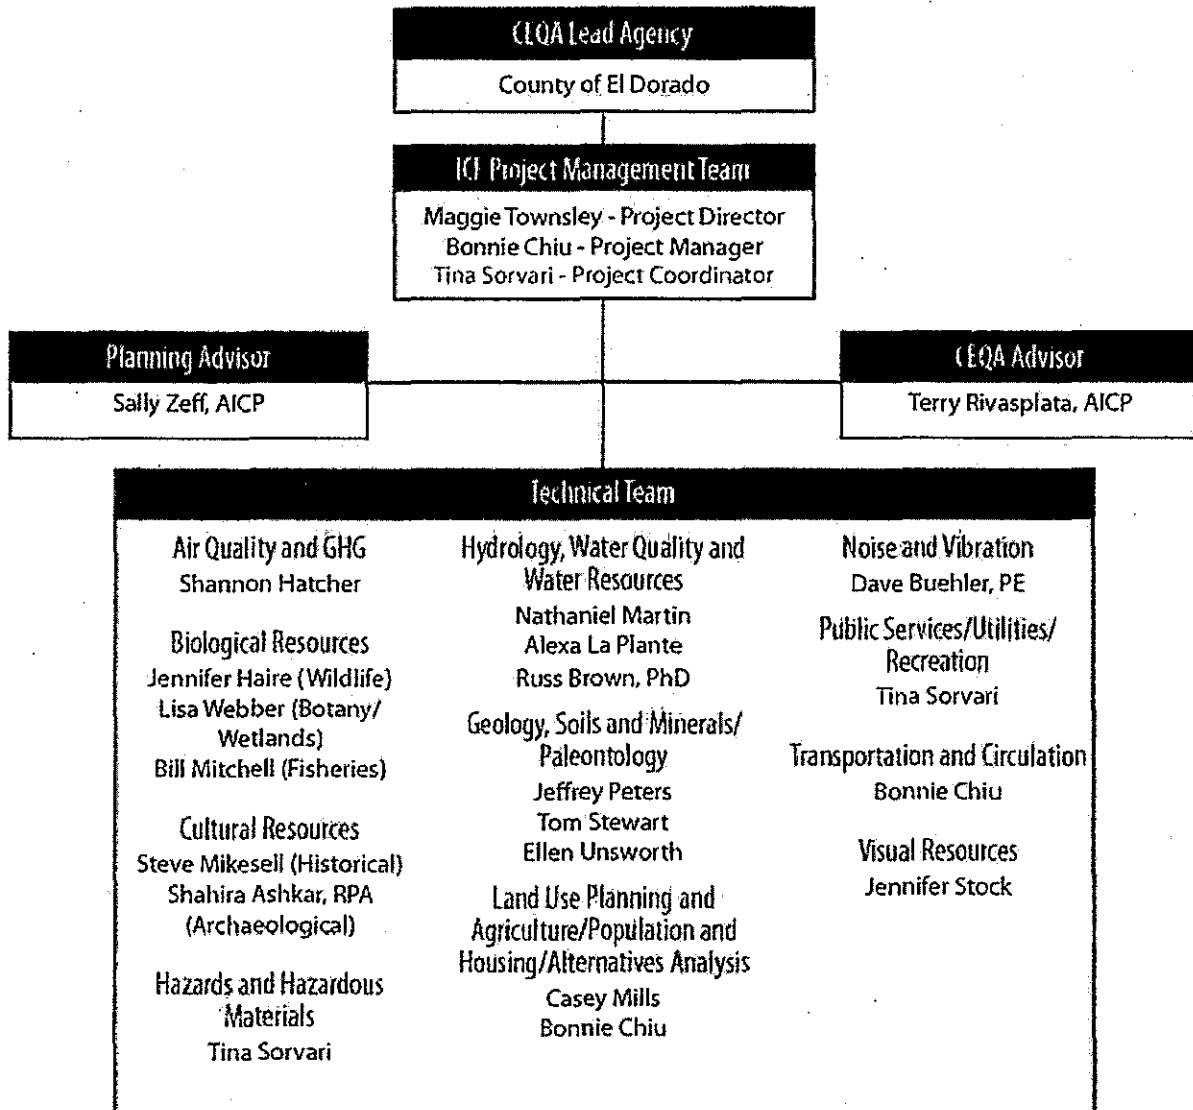 CEQA Lead Agency
County of El Dorado
ICF Project Management Team
Maggie Townsley - Project Director
Bonnie Chiu - Project Manager
Tina Sorvari - Project Coordinator
Planning Advisor
Sally Zeff, AICP
CEQA Advisor
Terry Rivasplata, AICP
Technical Team
Air Quality and GHG
Shannon Hatcher
Biological Resources
Jennifer Haire (Wildlife)
Lisa Webber (Botany/
Wetlands)
Bill Mitchell (Fisheries)
Cultural Resources
Steve Mikesell (Historical)
Shahira Ashkar, RPA
(Archaeological)
Hazards and Hazardous
Materials
Tina Sorvari
Hydrology, Water Quality and
Water Resources
Nathaniel Martin
Alexa La Plante
Russ Brown, PhD
Geology, Soils and Minerals/
Paleontology
Jeffrey Peters
Tom Stewart
Ellen Unsworth
Land Use Planning and
Agriculture/Population and
Housing/Alternatives Analysis
Casey Mills
Bonnie Chiu
Noise and Vibration
Dave Buehler, PE
Public Services/Utilities/
Recreation
Tina Sorvari
Transportation and Circulation
Bonnie Chiu
Visual Resources
Jennifer Stock